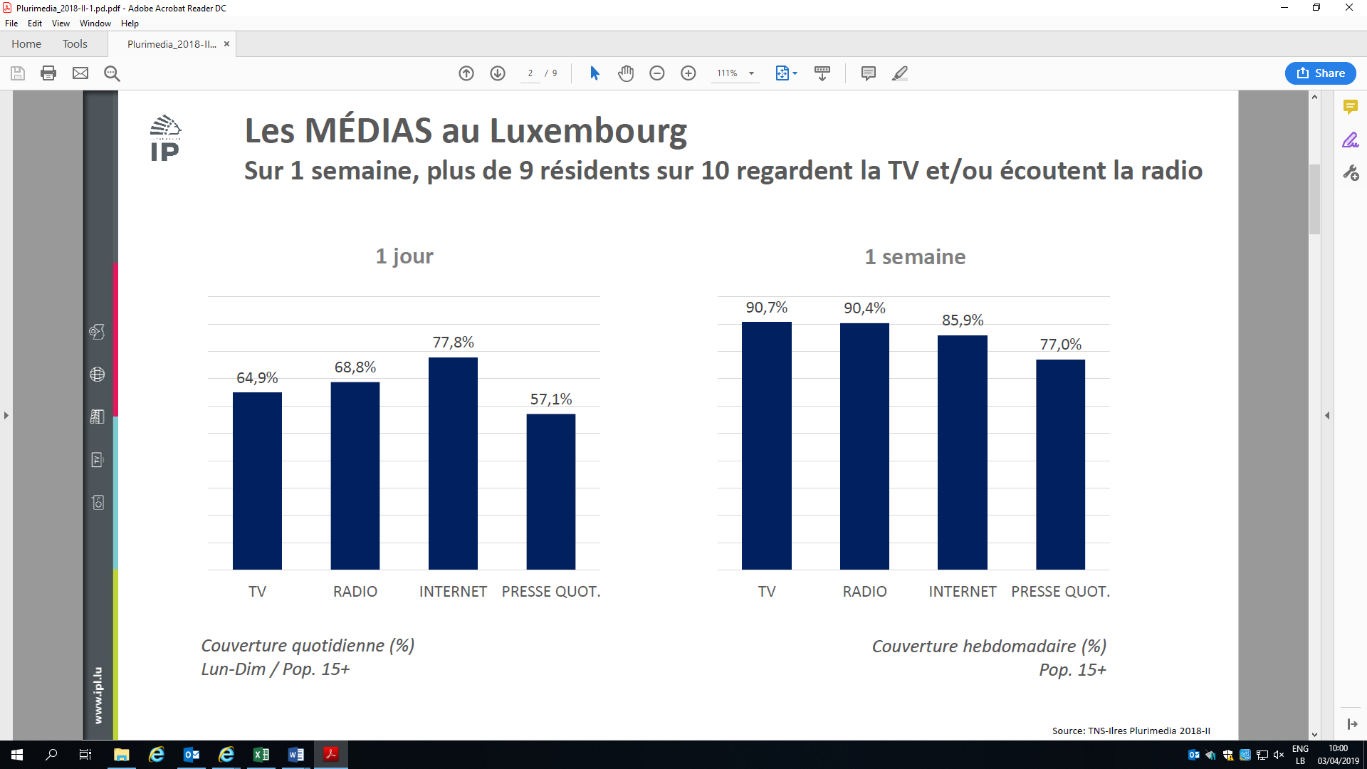 Plurimedia_2018-II-1.pd.pdf - Adobe Acrobat Reader DC
File Edit View Window Help
Home Tools Plurimedia_2018-II... ×
2 / 9 111%
Share
IP
Les MÉDIAS au Luxembourg
Sur 1 semaine, plus de 9 résidents sur 10 regardent la TV et/ou écoutent la radio
1 jour
64,9% 68,8% 77,8% 57,1%
TV RADIO INTERNET PRESSE QUOT.
Couverture quotidienne (%)
Lun-Dim / Pop. 15+
1 semaine
90,7% 90,4% 85,9% 77,0%
TV RADIO INTERNET PRESSE QUOT.
Couverture hebdomadaire (%)
Pop. 15+
www.ipl.lu
Source: TNS-Ilres Plurimedia 2018-II
ENG
LB
10:00
03/04/2019